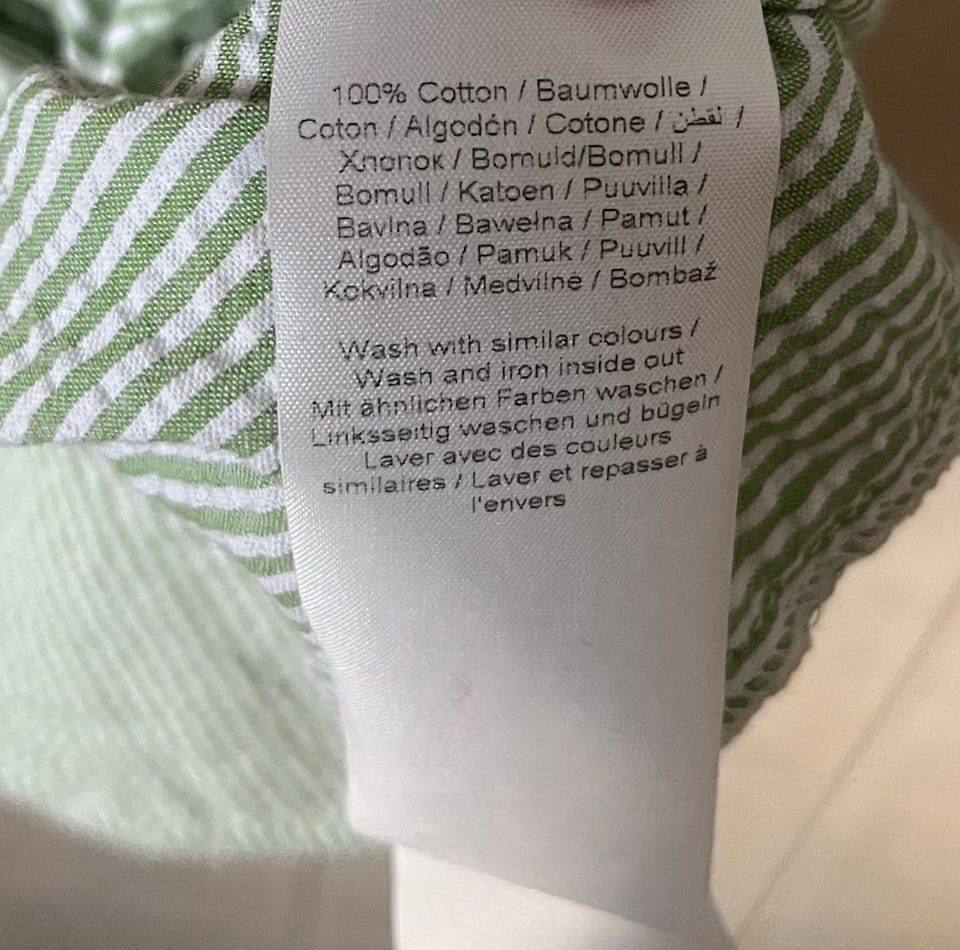 100% Cotton / Baumwolle /
Coton / Algodón / Cotone / لقطن /
Хлопок / Bomuld/Bomull /
Bomull / Katoen / Puuvilla /
Bavlna / Bawełna / Pamut /
Algodão / Pamuk / Puuvill /
Kokvilna / Medvilnė / Bombaž
Wash with similar colours /
Wash and iron inside out
Mit ähnlichen Farben waschen /
Linksseitig waschen und bügeln
Laver avec des couleurs
similaires / Laver et repasser à
l'envers